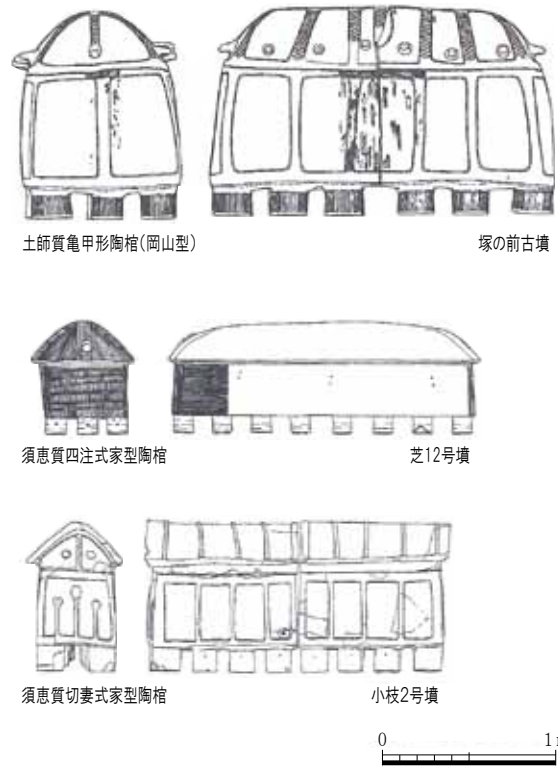 土師質亀甲形陶棺(岡山型)
塚の前古墳
須恵質四注式家型陶棺
芝12号墳
須恵質切妻式家型陶棺
小枝2号墳
0 1